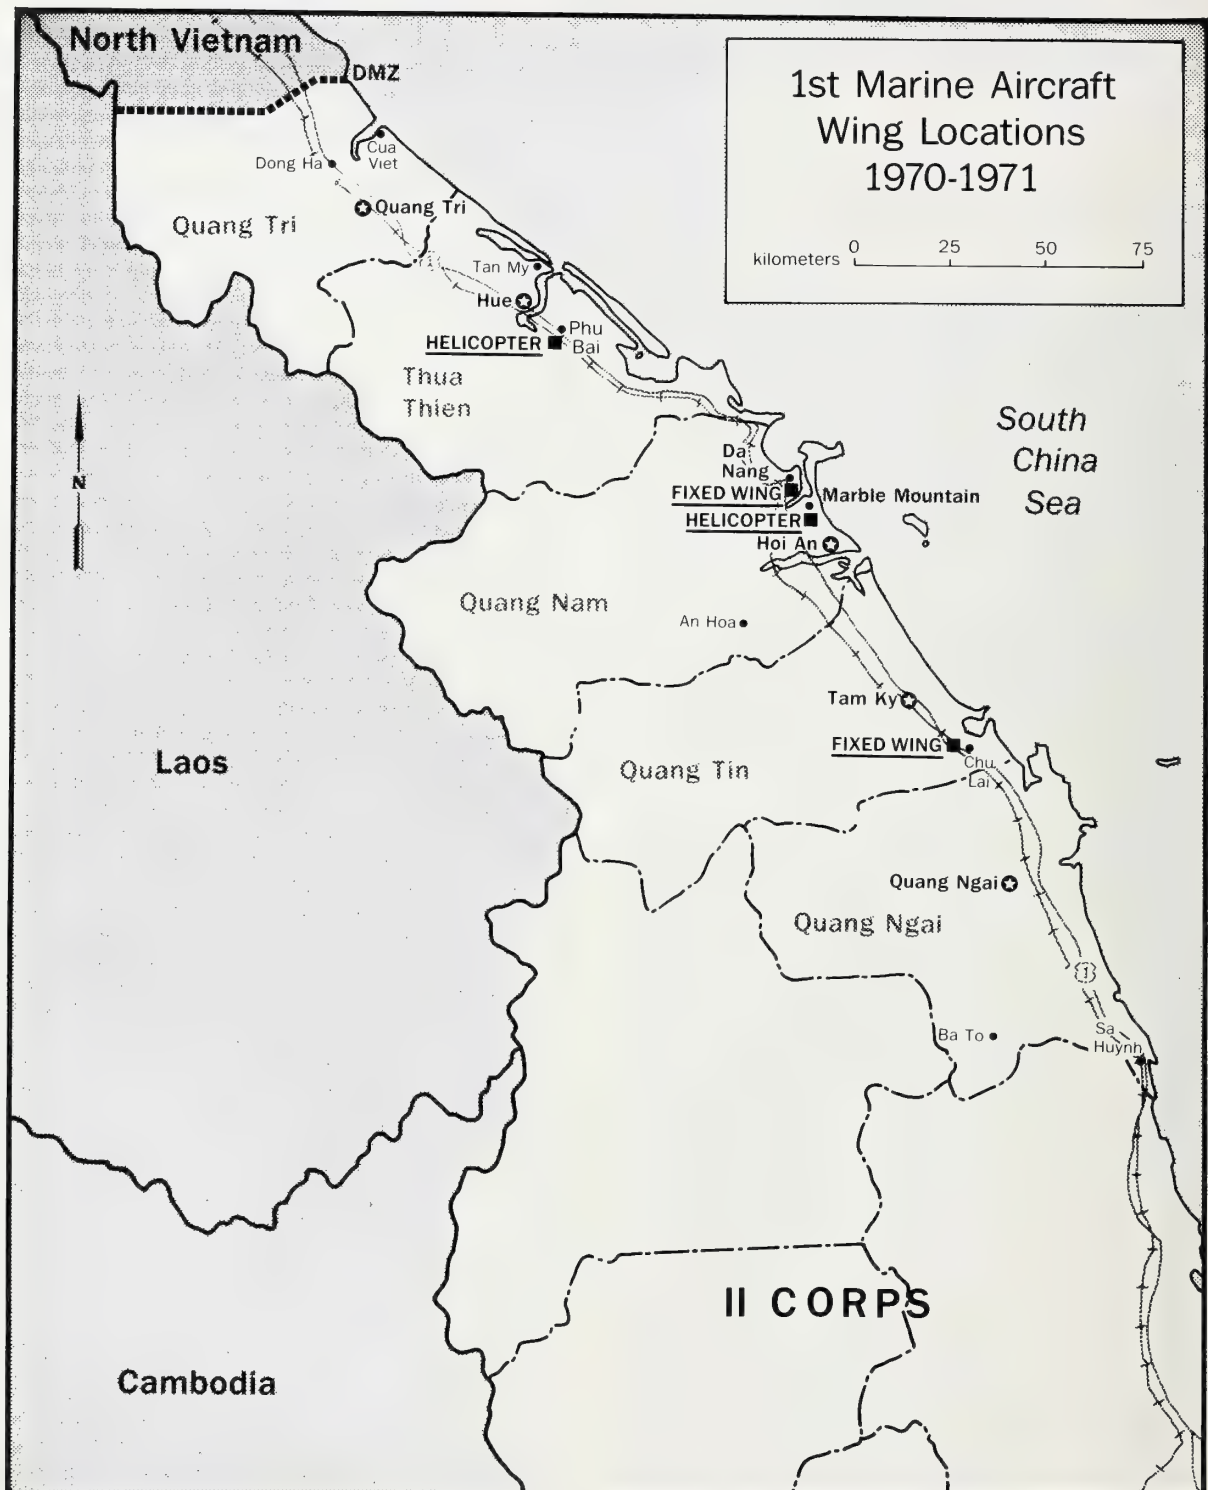 North Vietnam
DMZ
1st Marine Aircraft
Wing Locations
1970-1971
0 25 50 75
kilometers
Cua
Viet
Dong Ha
Quang Tri
Quang Tri
Tan My
Hue
Phu
Bai
HELICOPTER
Thua
Thien
N
South
China
Sea
Da
Nang
FIXED WING
Marble Mountain
HELICOPTER
Hoi An
Quang Nam
An Hoa
Tam Ky
FIXED WING
Chu
Lai
Laos
Quang Tin
Quang Ngai
Quang Ngai
1
Sa
Huynh
Ba To
II CORPS
Cambodia